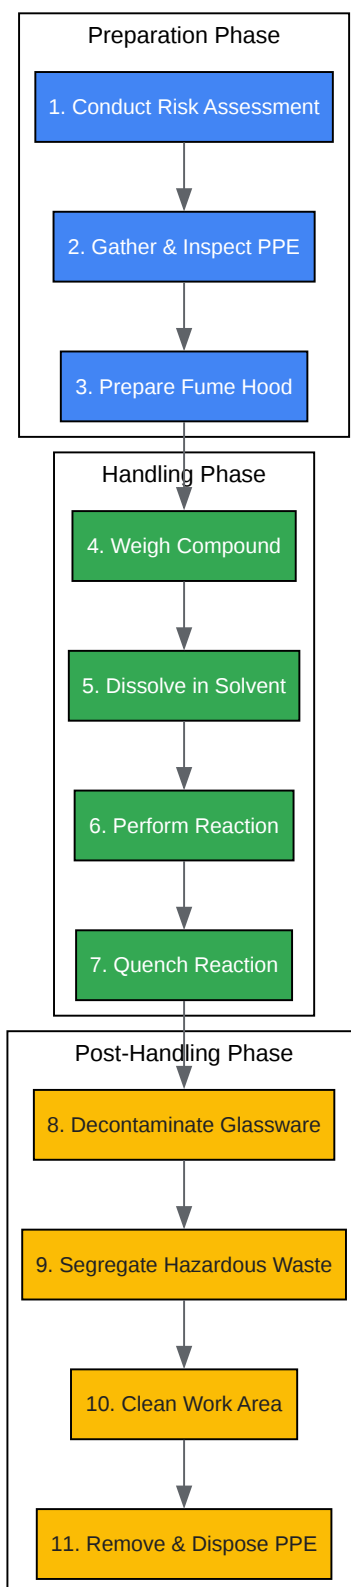 Preparation Phase
1. Conduct Risk Assessment
2. Gather & Inspect PPE
3. Prepare Fume Hood
Handling Phase
4. Weigh Compound
5. Dissolve in Solvent
6. Perform Reaction
7. Quench Reaction
Post-Handling Phase
8. Decontaminate Glassware
9. Segregate Hazardous Waste
10. Clean Work Area
11. Remove & Dispose PPE